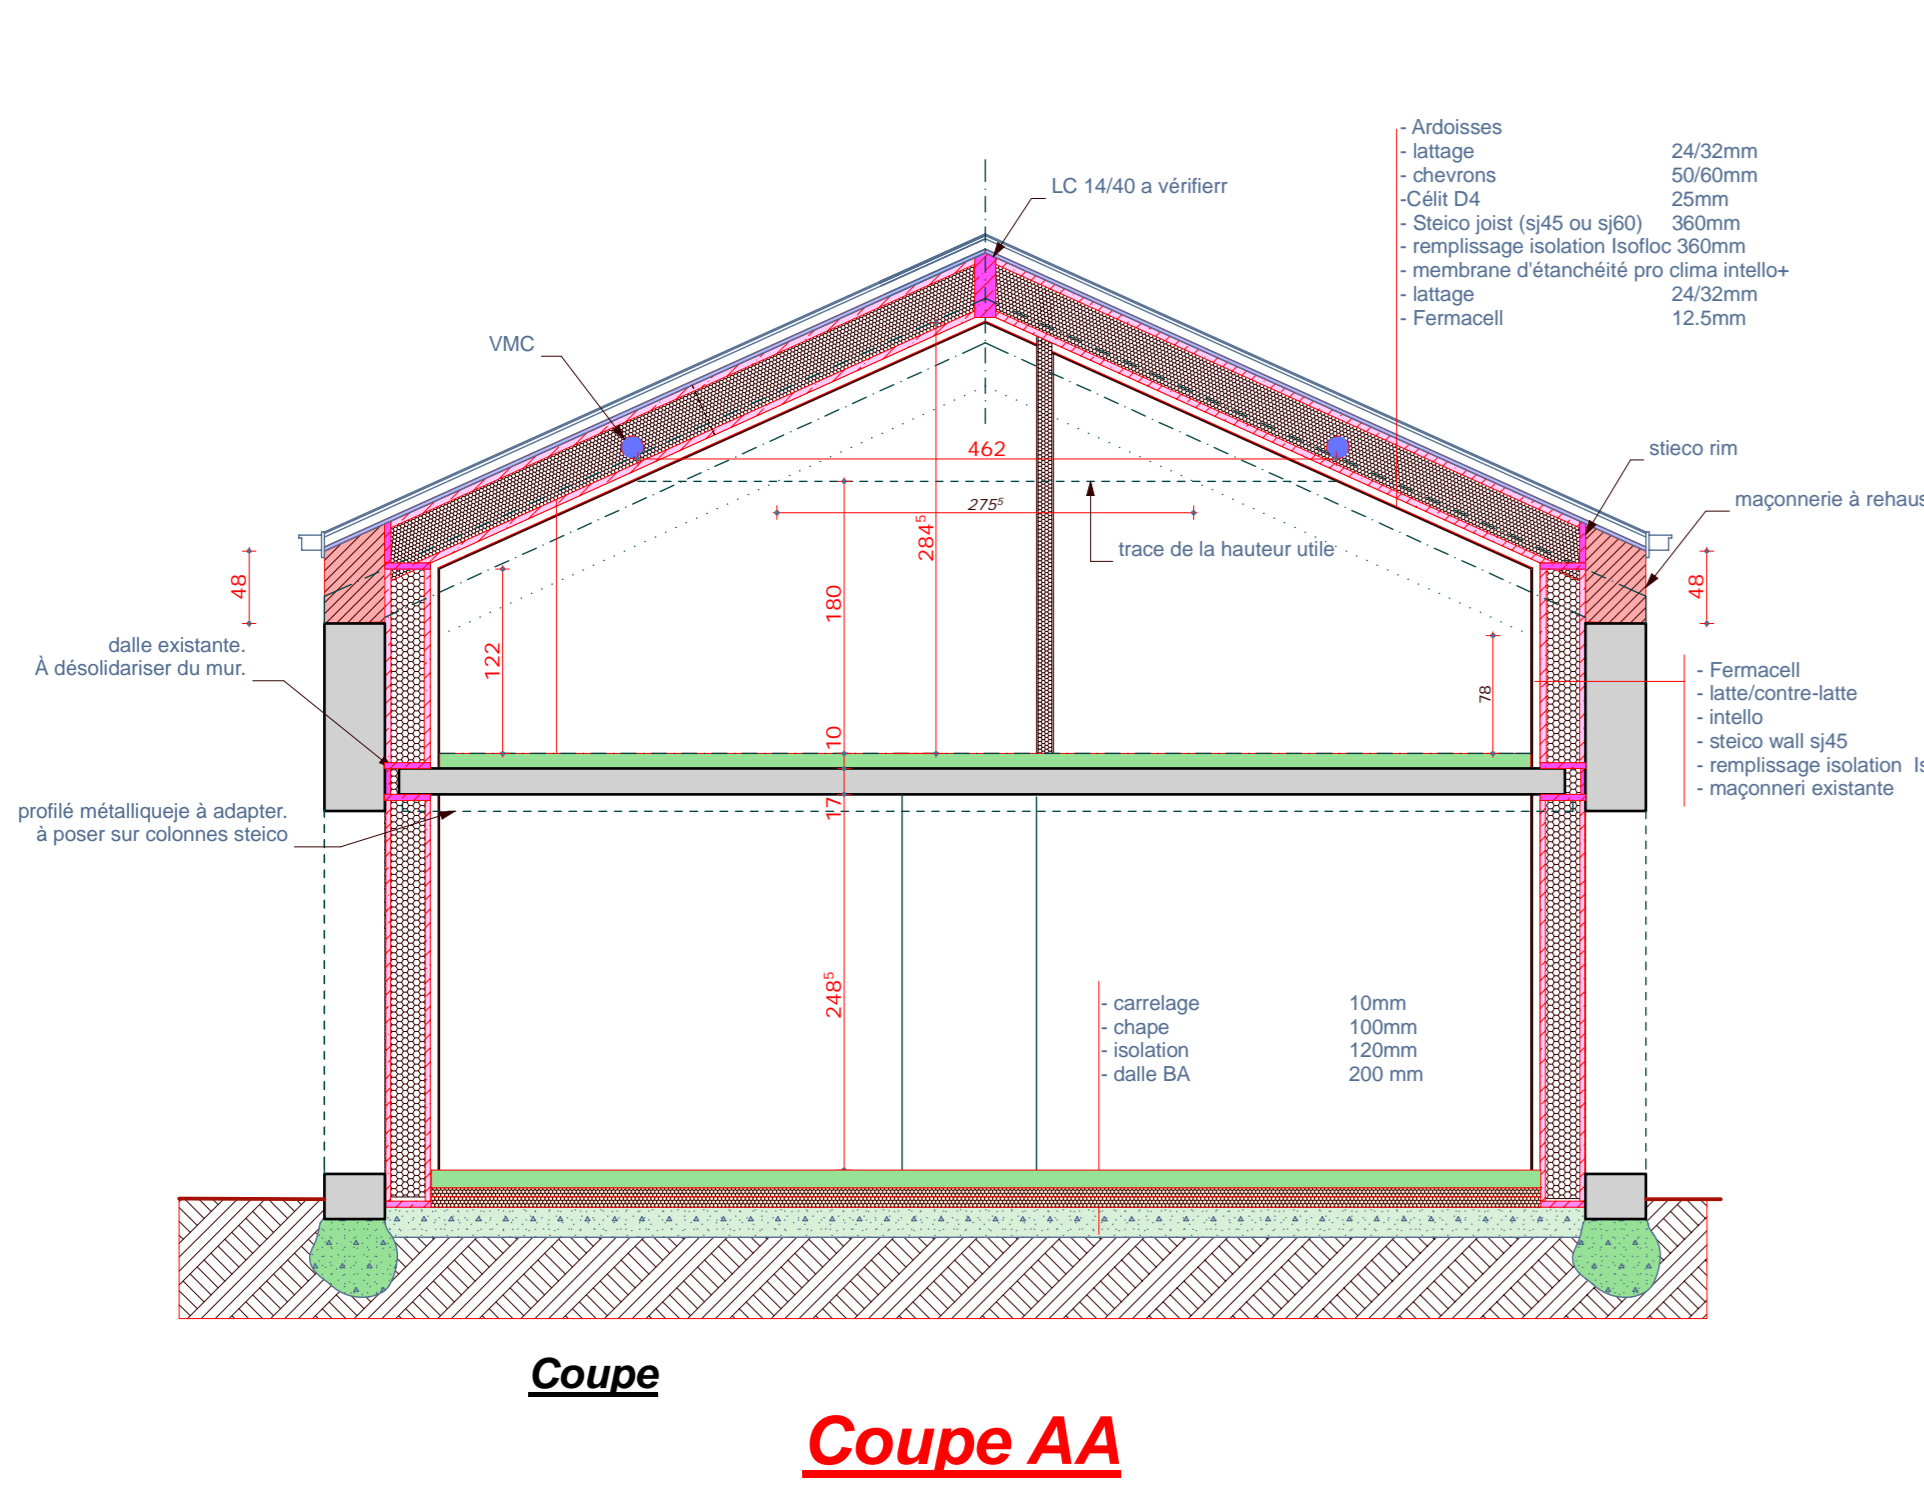 - Ardoisses
- lattage 24/32mm
- chevrons 50/60mm
-Célit D4 25mm
- Steico joist (sj45 ou sj60) 360mm
- remplissage isolation Isofloc 360mm
- membrane d'étanchéité pro clima intello+
- lattage 24/32mm
- Fermacell 12.5mm
LC 14/40 a vérifierr
VMC
462
stieco rim
maçonnerie à rehaus
275⁵
284⁵
trace de la hauteur utile
48
180
48
122
78
dalle existante.
À désolidariser du mur.
- Fermacell
- latte/contre-latte
- intello
- steico wall sj45
- remplissage isolation Is
- maçonneri existante
10
17
profilé métalliqueje à adapter.
à poser sur colonnes steico
248⁵
- carrelage 10mm
- chape 100mm
- isolation 120mm
- dalle BA 200 mm
Coupe
Coupe AA